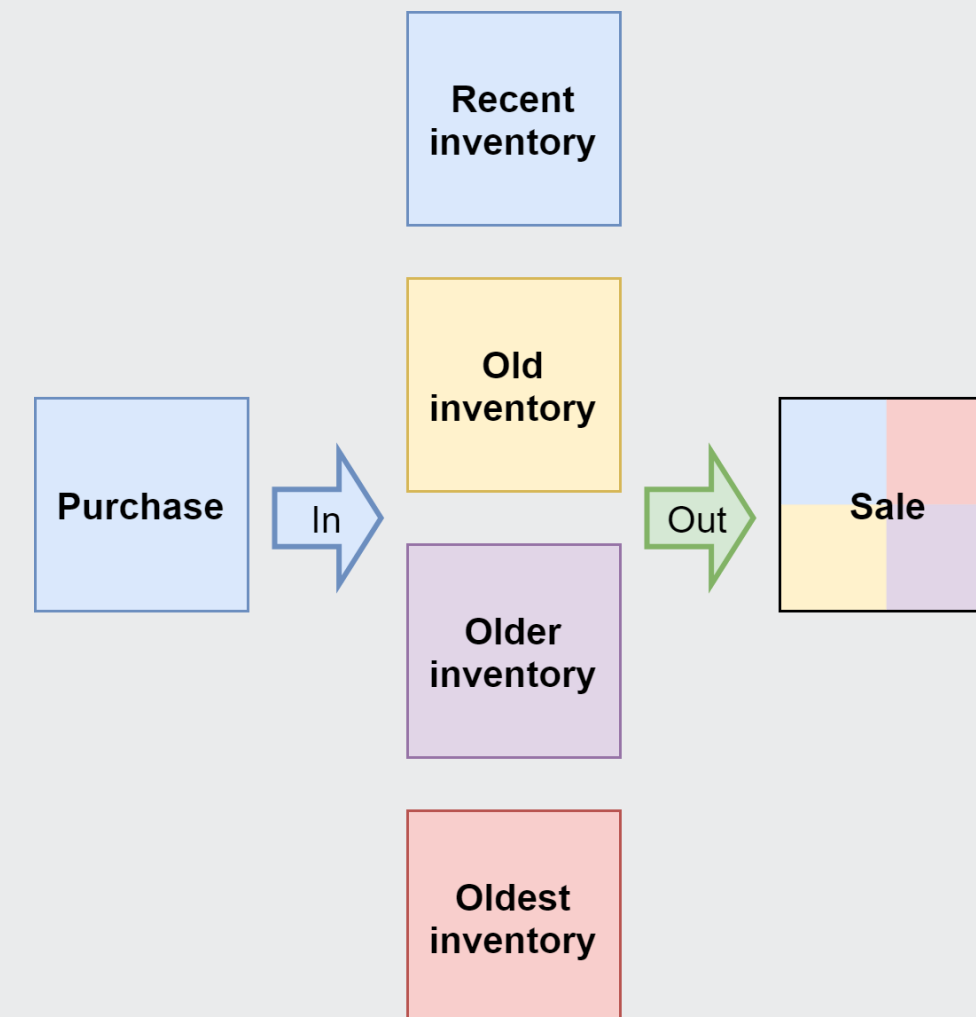 Recent
inventory
Old
inventory
Purchase
In
Out
Sale
Older
inventory
Oldest
inventory